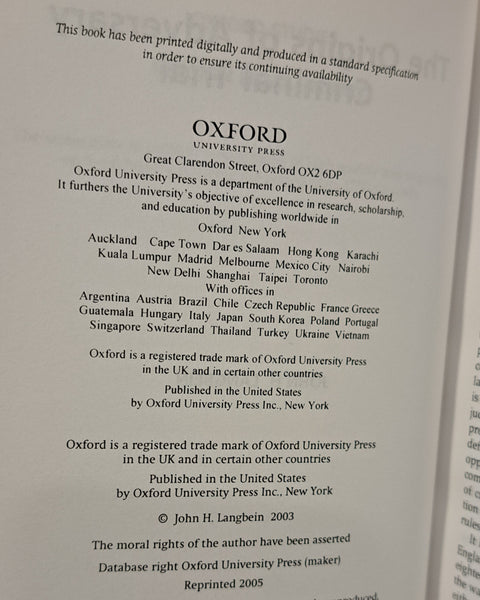 This book has been printed digitally and produced in a standard specification
in order to ensure its continuing availability
OXFORD
UNIVERSITY PRESS
Great Clarendon Street, Oxford OX2 6DP
Oxford University Press is a department of the University of Oxford.
It furthers the University's objective of excellence in research, scholarship,
and education by publishing worldwide in
Oxford New York
Auckland Cape Town Dar es Salaam Hong Kong Karachi
Kuala Lumpur Madrid Melbourne Mexico City Nairobi
New Delhi Shanghai Taipei Toronto
With offices in
Argentina Austria Brazil Chile Czech Republic France Greece
Guatemala Hungary Italy Japan South Korea Poland Portugal
Singapore Switzerland Thailand Turkey Ukraine Vietnam
Oxford is a registered trade mark of Oxford University Press
in the UK and in certain other countries
Published in the United States
by Oxford University Press Inc., New York
Oxford is a registered trade mark of Oxford University Press
in the UK and in certain other countries
Published in the United States
by Oxford University Press Inc., New York
© John H. Langbein 2003
The moral rights of the author have been asserted
Database right Oxford University Press (maker)
Reprinted 2005